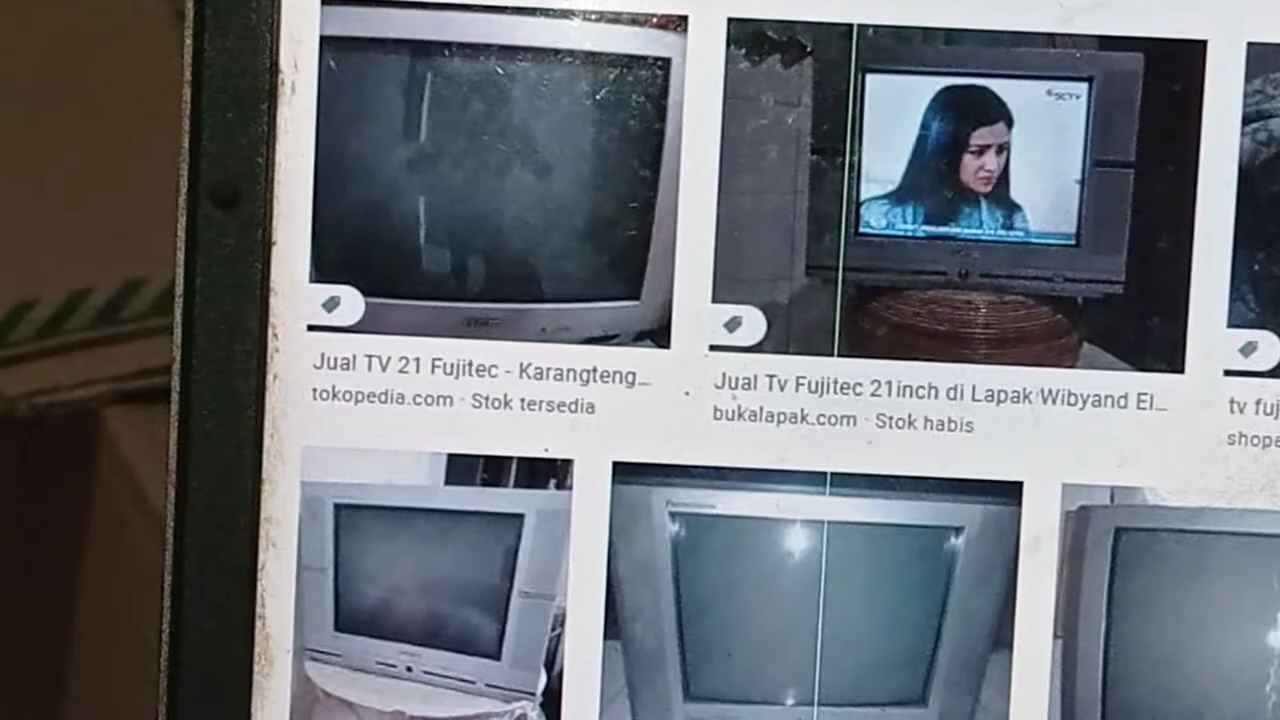 SCTV
Jual TV 21 Fujitec - Karangteng...
tokopedia.com · Stok tersedia
Jual Tv Fujitec 21inch di Lapak Wibyand El...
bukalapak.com · Stok habis
tv fuj
shope